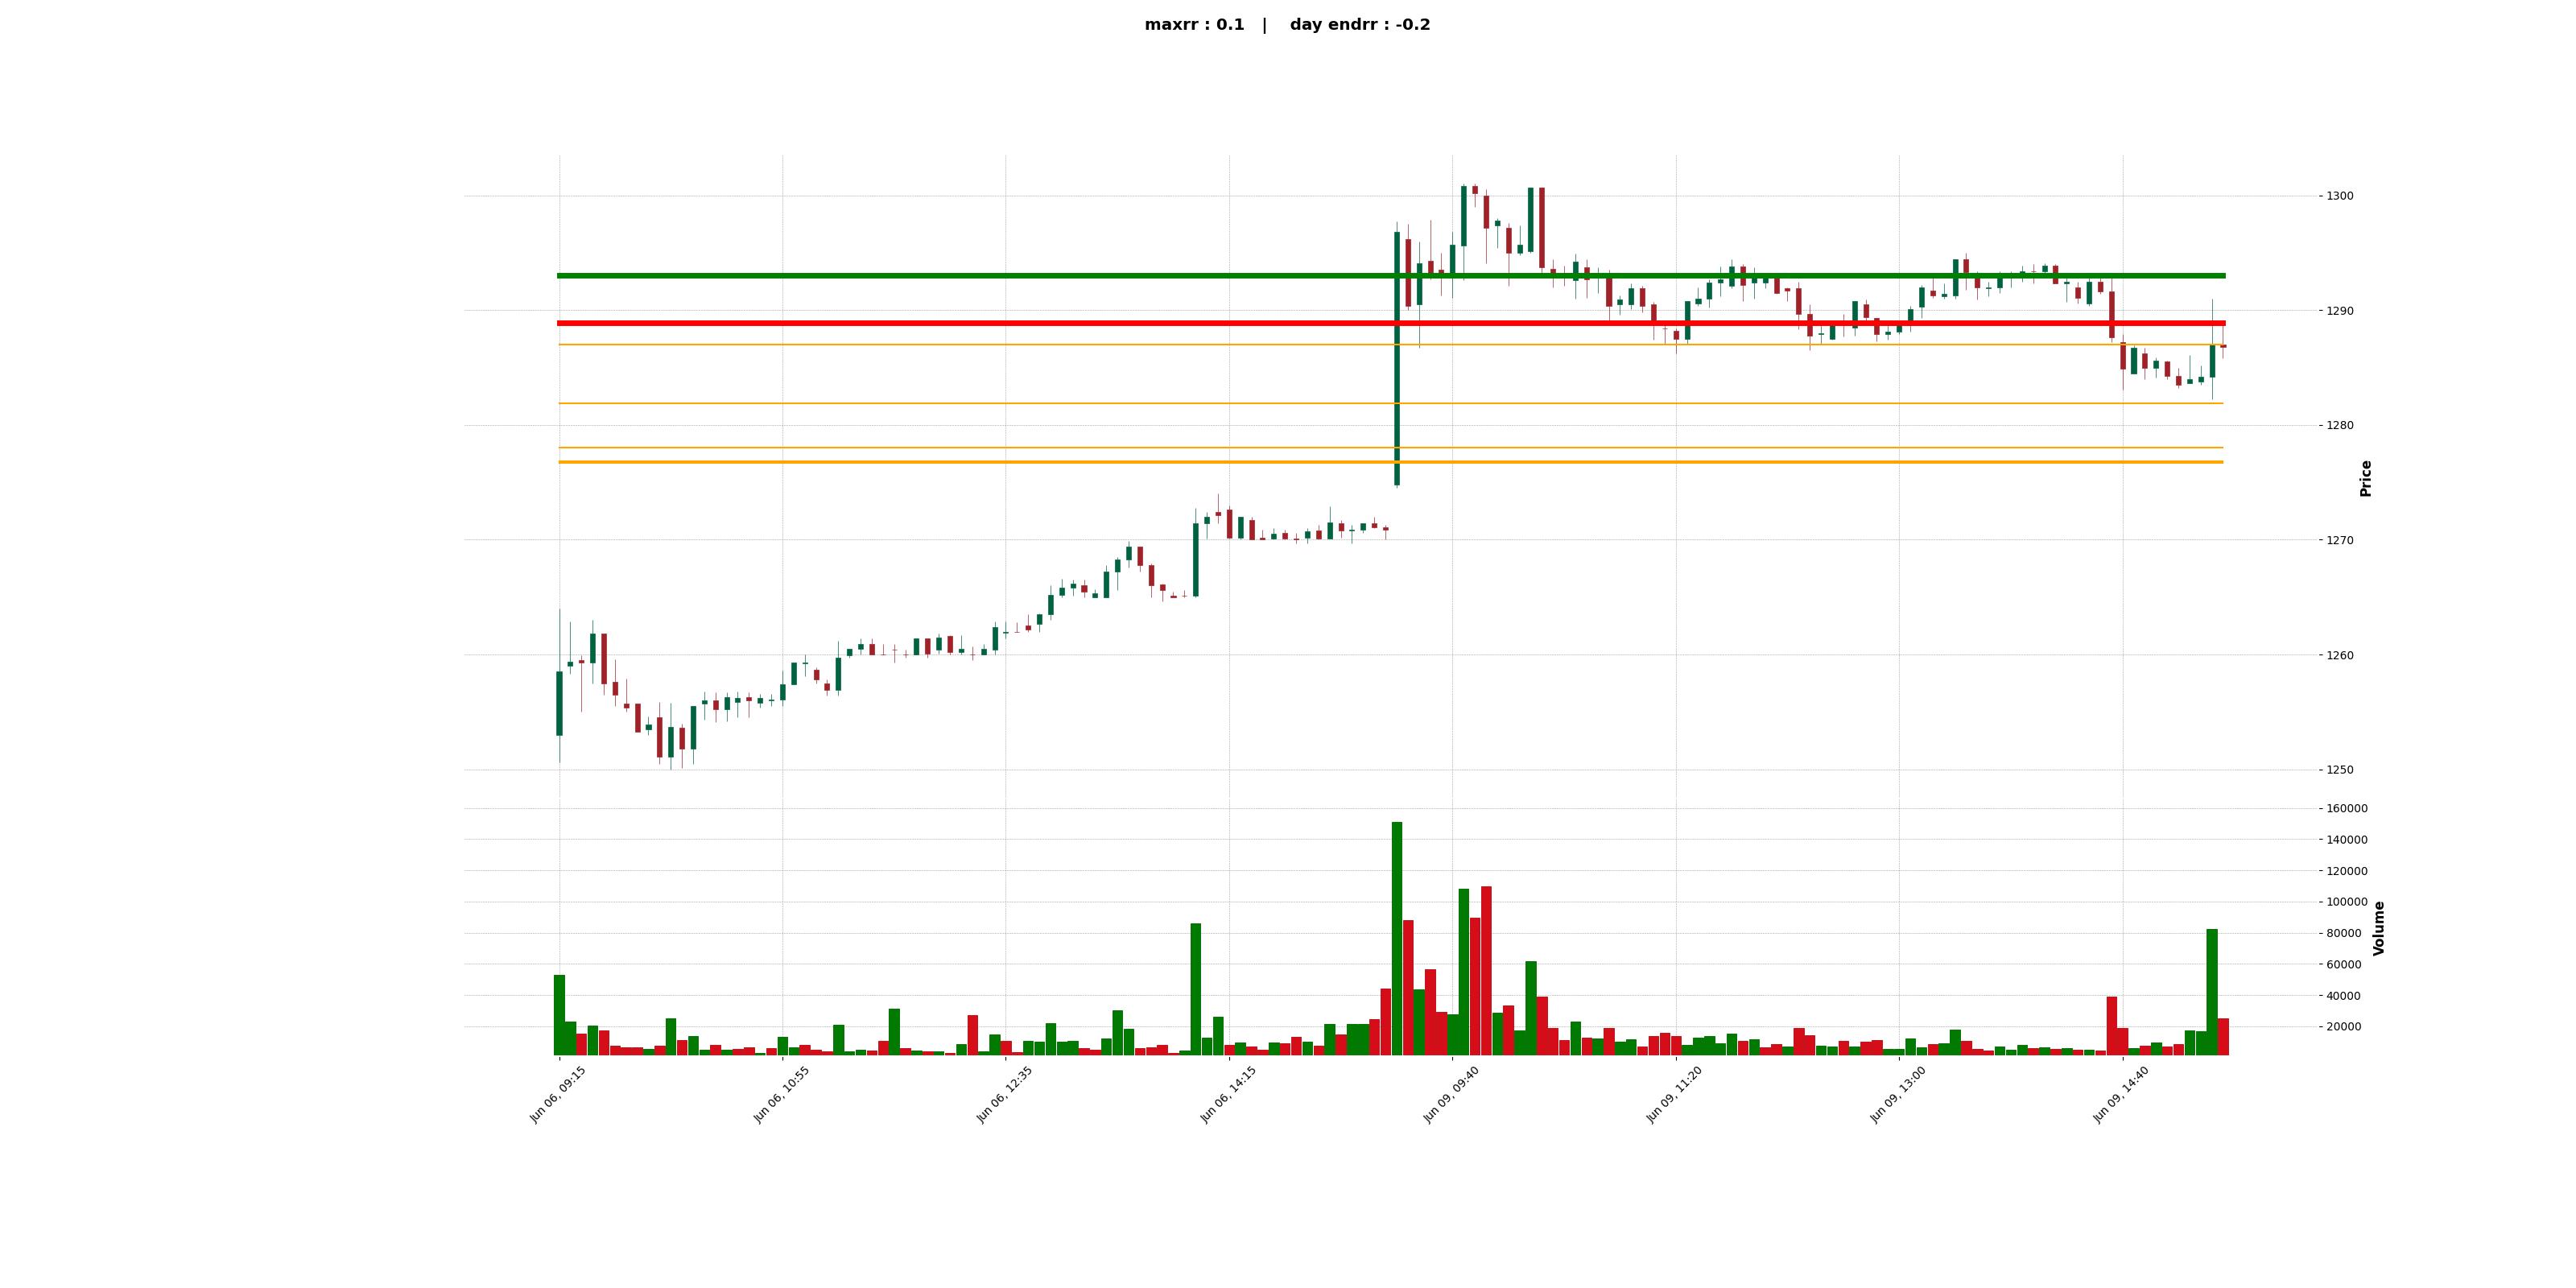 maxrr : 0.1 | day endrr : -0.2
1300
1290
1280
1270
1260
1250
Price
160000
140000
120000
100000
80000
60000
40000
20000
Volume
Jun 06, 09:15
Jun 06, 10:55
Jun 06, 12:35
Jun 06, 14:15
Jun 09, 09:40
Jun 09, 11:20
Jun 09, 13:00
Jun 09, 14:40